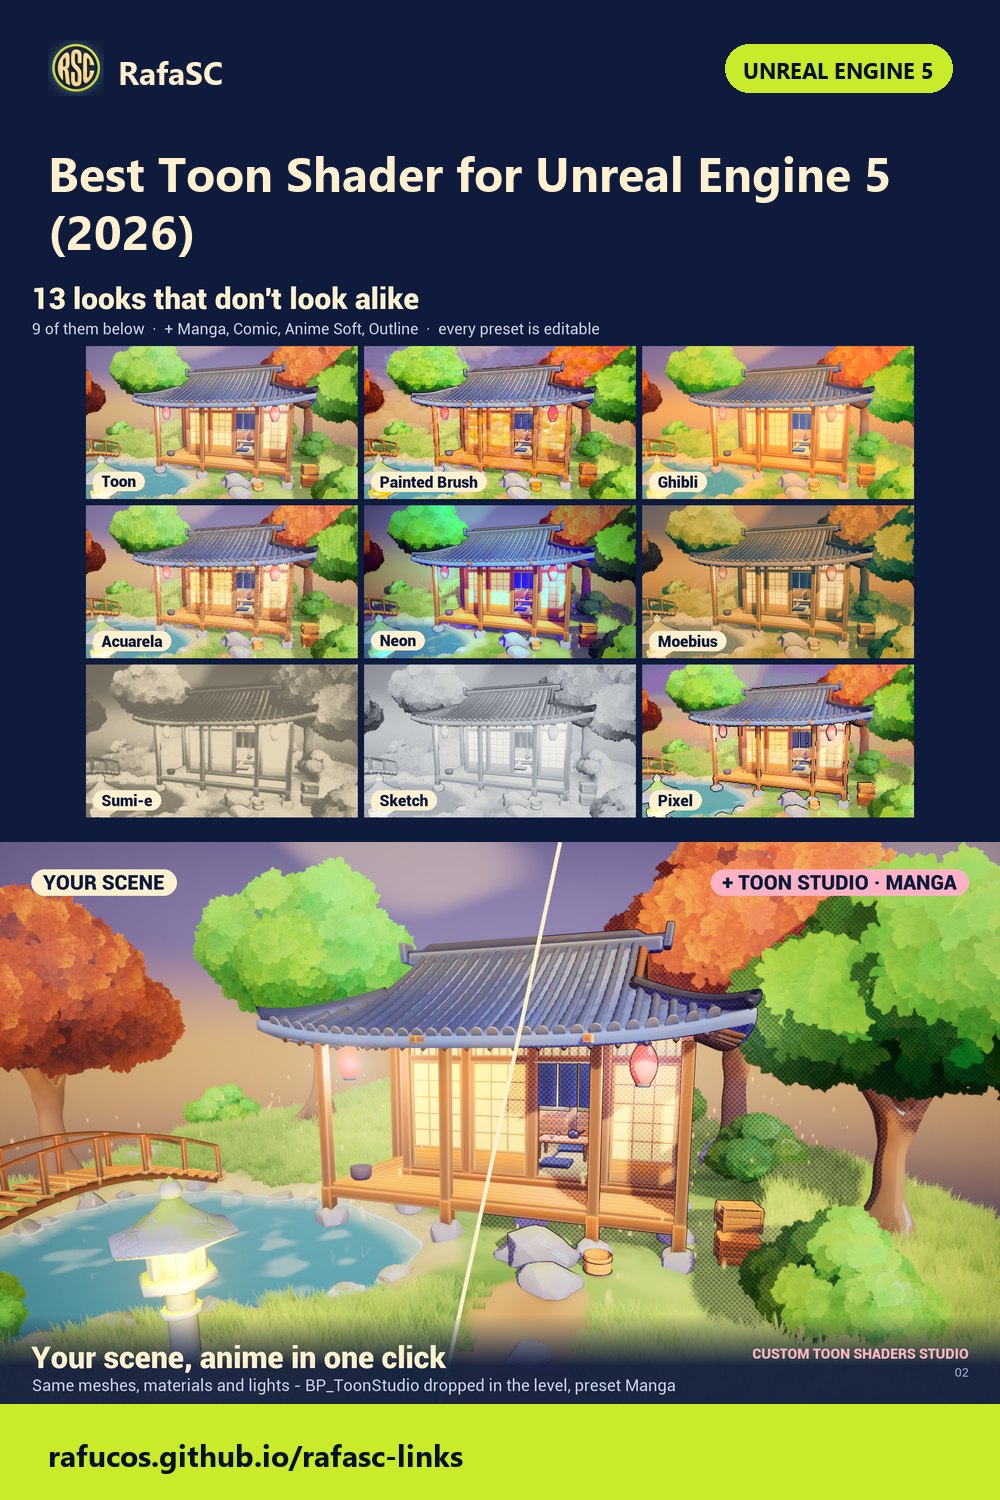 RSC
RafaSC
UNREAL ENGINE 5
Best Toon Shader for Unreal Engine 5
(2026)
13 looks that don't look alike
9 of them below · + Manga, Comic, Anime Soft, Outline · every preset is editable
Toon
Painted Brush
Ghibli
Acuarela
Neon
Moebius
Sumi-e
Sketch
Pixel
YOUR SCENE
+ TOON STUDIO · MANGA
Your scene, anime in one click
CUSTOM TOON SHADERS STUDIO
02
Same meshes, materials and lights - BP_ToonStudio dropped in the level, preset Manga
rafucos.github.io/rafasc-links